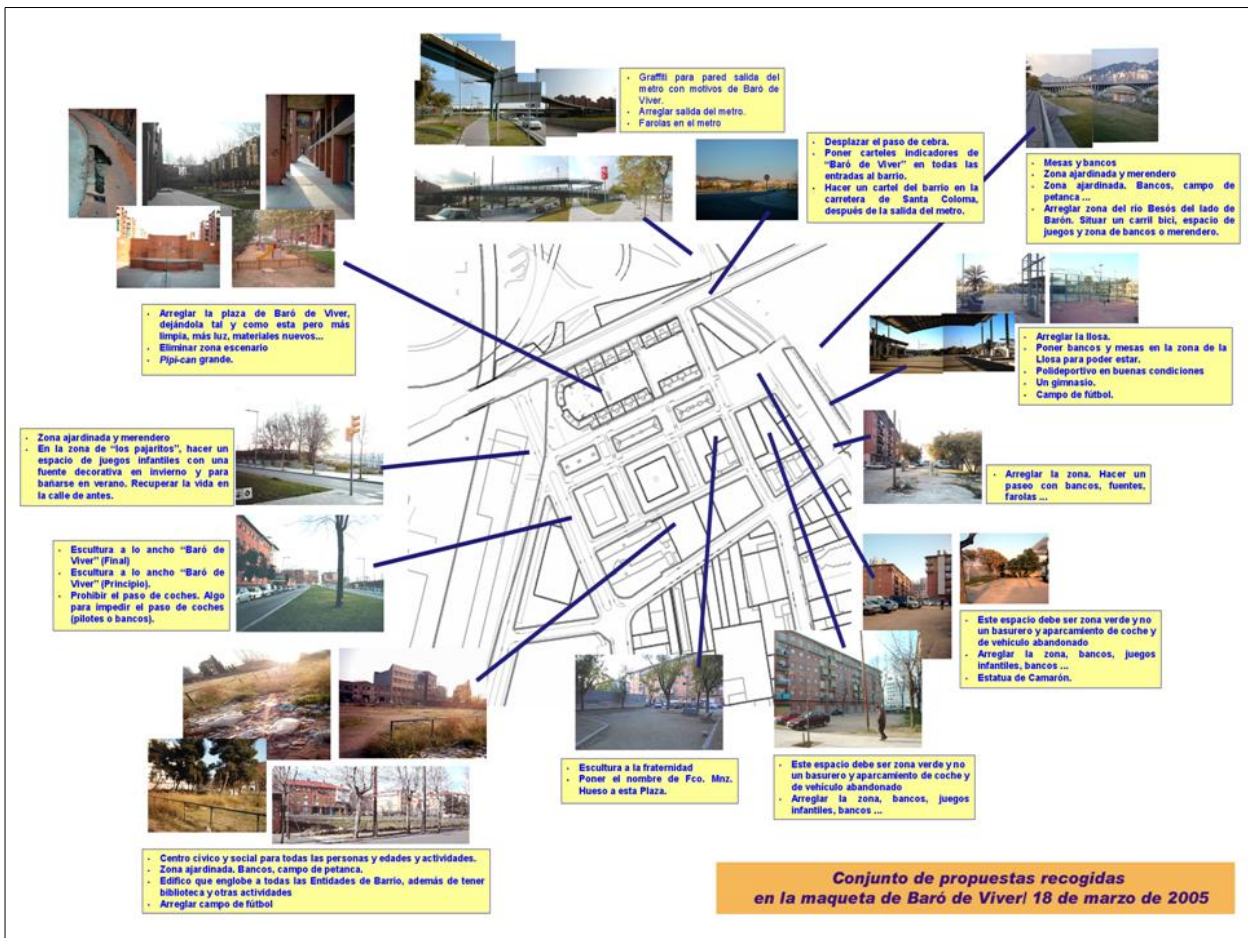 · Graffiti para pared salida del
metro con motivos de Baró de
Viver.
· Arreglar salida del metro.
· Farolas en el metro
· Desplazar el paso de cebra.
· Poner carteles indicadores de
“Baró de Viver” en todas las
entradas al barrio.
· Hacer un cartel del barrio en la
carretera de Santa Coloma,
después de la salida del metro.
· Mesas y bancos
· Zona ajardinada y merendero
· Zona ajardinada. Bancos, campo de
petanca ...
· Arreglar zona del río Besós del lado de
Barón. Situar un carril bici, espacio de
juegos y zona de bancos o merendero.
· Arreglar la plaza de Baró de Viver,
dejándola tal y como esta pero más
limpia, más luz, materiales nuevos...
· Eliminar zona escenario
· Pipi-can grande.
· Arreglar la llosa.
· Poner bancos y mesas en la zona de la
Llosa para poder estar.
· Polideportivo en buenas condiciones
· Un gimnasio.
· Campo de fútbol.
· Zona ajardinada y merendero
· En la zona de “los pajaritos”, hacer un
espacio de juegos infantiles con una
fuente decorativa en invierno y para
bañarse en verano. Recuperar la vida en
la calle de antes.
· Arreglar la zona. Hacer un
paseo con bancos, fuentes,
farolas ...
· Escultura a lo ancho “Baró de
Viver” (Final)
· Escultura a lo ancho “Baró de
Viver” (Principio).
· Prohibir el paso de coches. Algo
para impedir el paso de coches
(pilotes o bancos).
· Este espacio debe ser zona verde y no
un basurero y aparcamiento de coche y
de vehículo abandonado
· Arreglar la zona, bancos, juegos
infantiles, bancos ...
· Estatua de Camarón.
· Escultura a la fraternidad
· Poner el nombre de Fco. Mnz.
Hueso a esta Plaza.
· Este espacio debe ser zona verde y no
un basurero y aparcamiento de coche y
de vehículo abandonado
· Arreglar la zona, bancos, juegos
infantiles, bancos ...
· Centro cívico y social para todas las personas y edades y actividades.
· Zona ajardinada. Bancos, campo de petanca.
· Edifico que englobe a todas las Entidades de Barrio, además de tener
biblioteca y otras actividades
· Arreglar campo de fútbol
Conjunto de propuestas recogidas
en la maqueta de Baró de Viver/ 18 de marzo de 2005